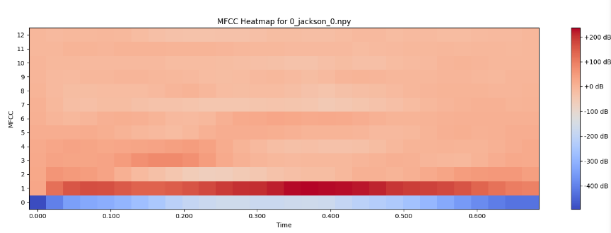 MFCC Heatmap for 0_jackson_0.npy
MFCC
12
11
10
9
8
7
6
5
4
3
2
1
0
0.000 0.100 0.200 0.300 0.400 0.500 0.600
Time
+200 dB
+100 dB
+0 dB
-100 dB
-200 dB
-300 dB
-400 dB